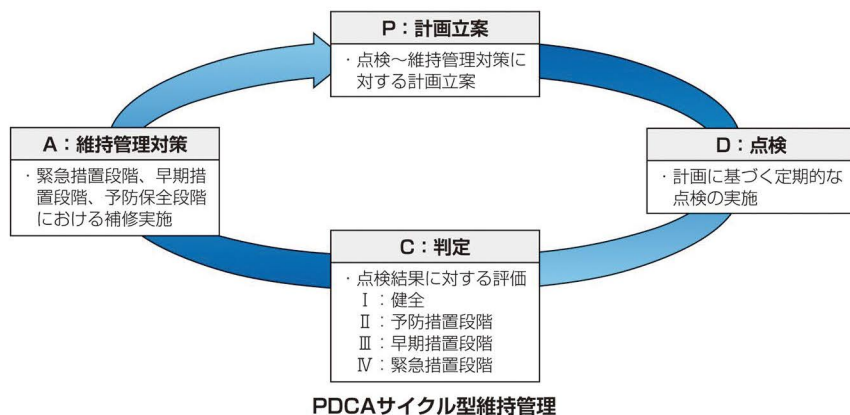 P：計画立案
・点検～維持管理対策に
対する計画立案
D：点検
・計画に基づく定期的な
点検の実施
C：判定
・点検結果に対する評価
Ⅰ：健全
Ⅱ：予防措置段階
Ⅲ：早期措置段階
Ⅳ：緊急措置段階
A：維持管理対策
・緊急措置段階、早期措
置段階、予防保全段階
における補修実施
PDCAサイクル型維持管理